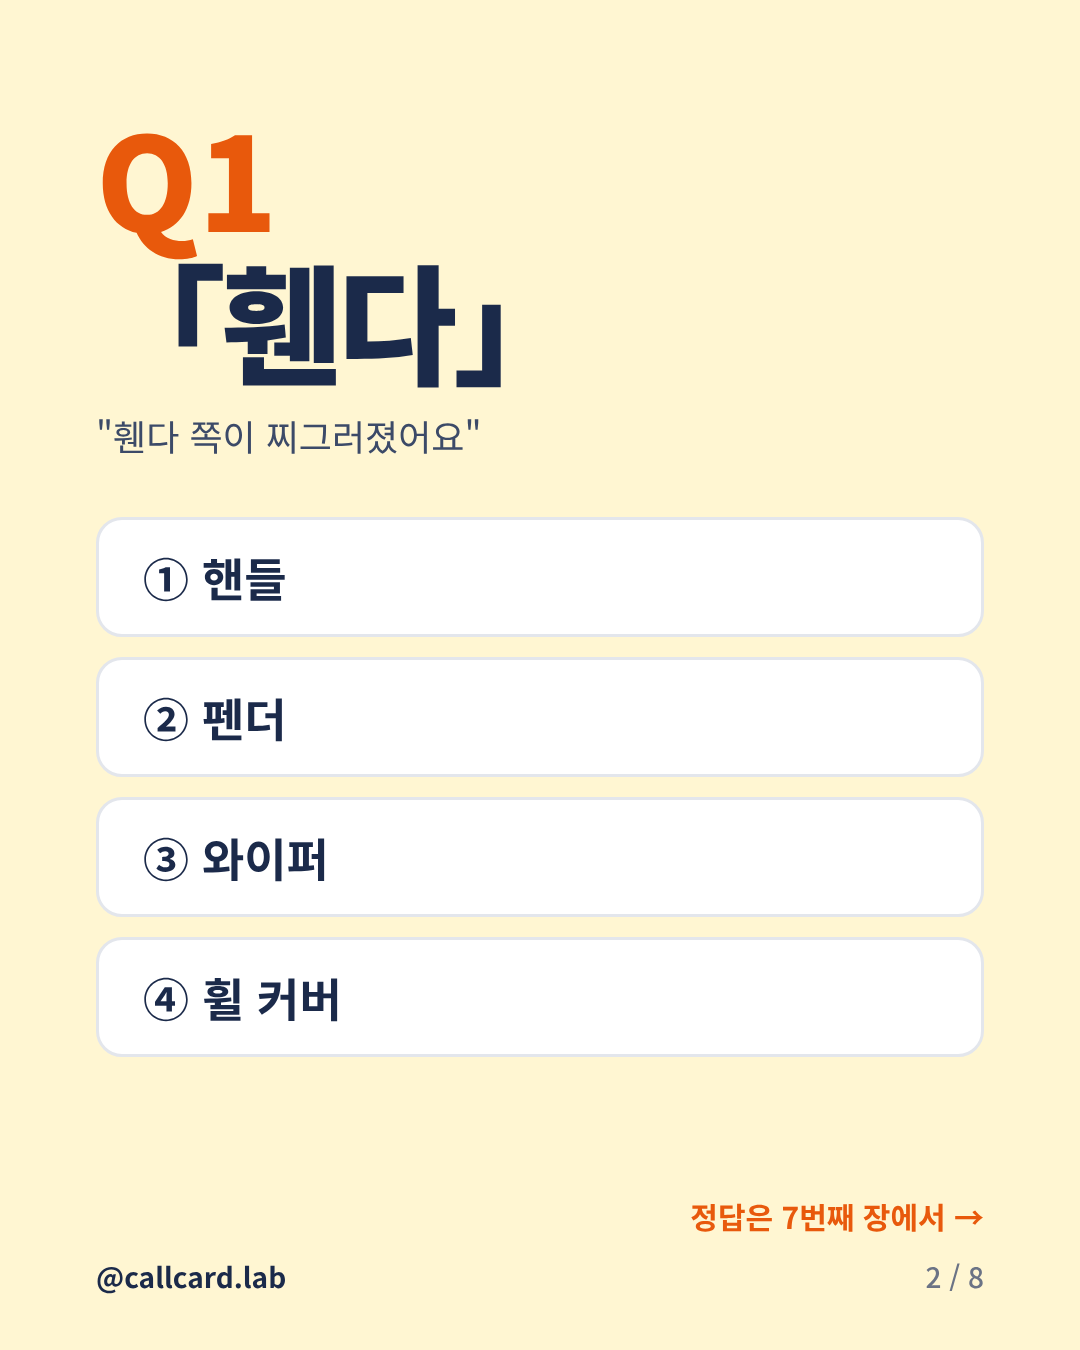 Q1
「휀다」
"휀다 쪽이 찌그러졌어요"
① 핸들
② 펜더
③ 와이퍼
④ 휠 커버
정답은 7번째 장에서 →
@callcard.lab
2 / 8